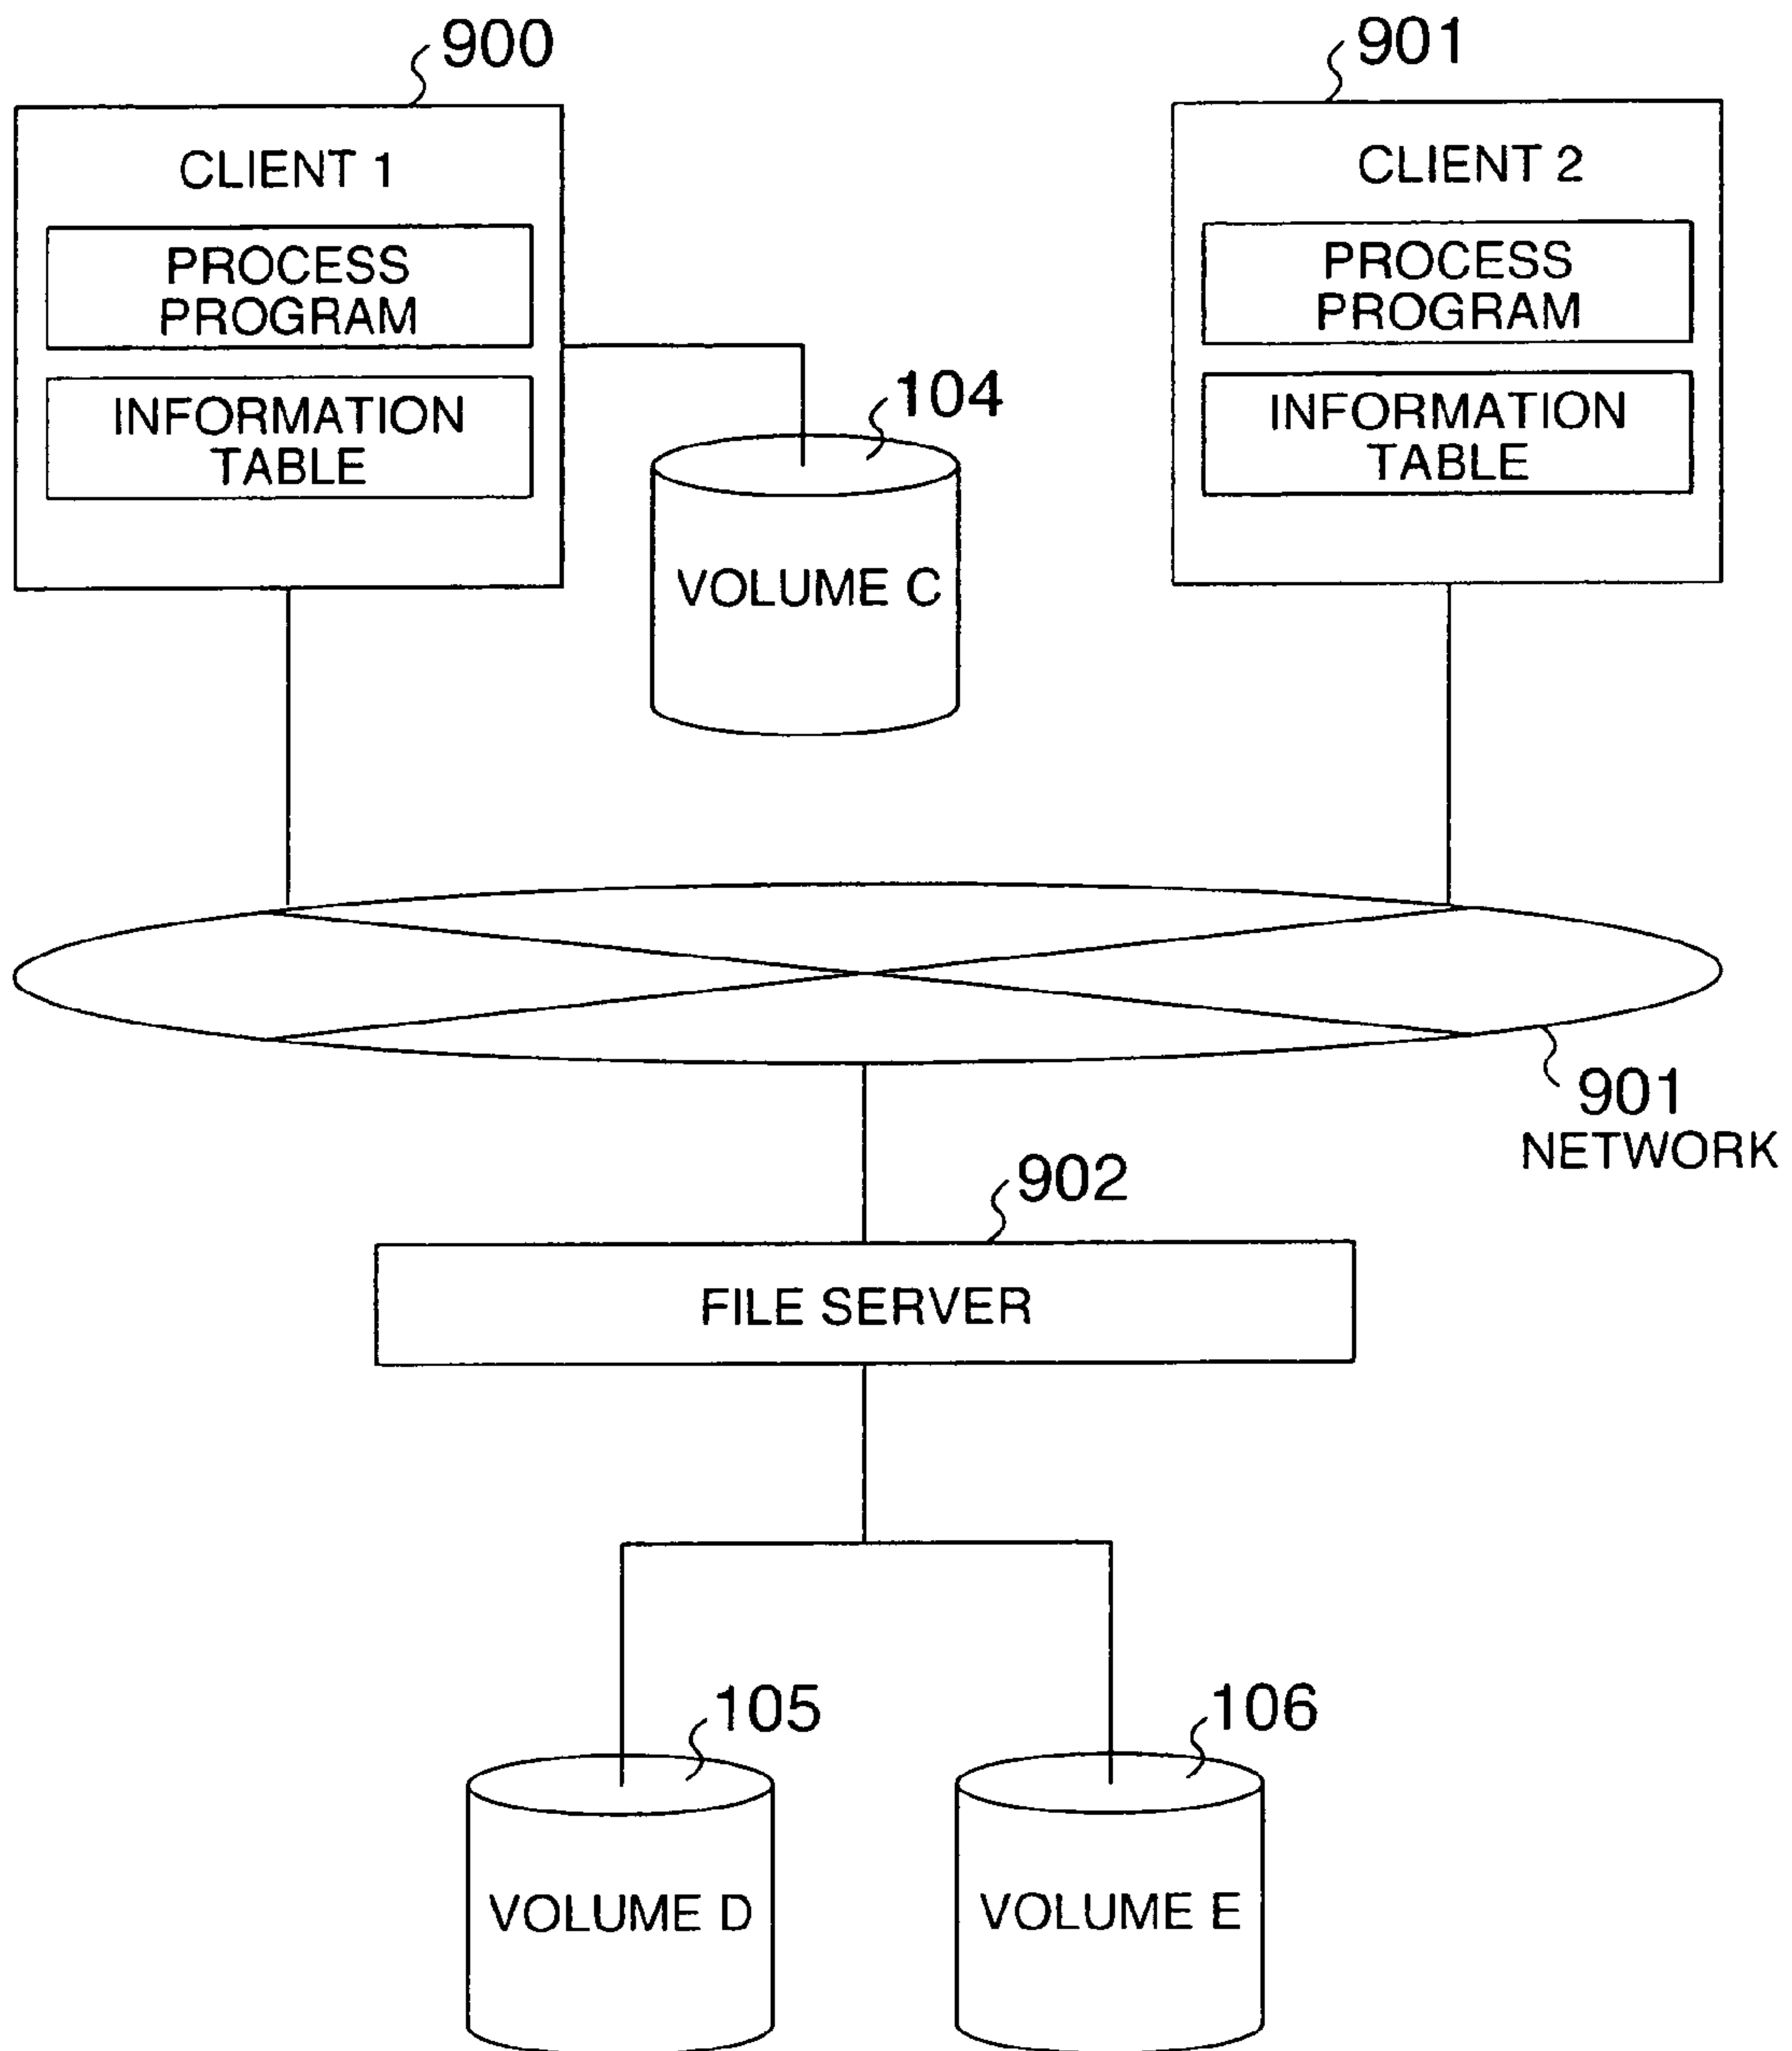 900
901
CLIENT 1
PROCESS
PROGRAM
INFORMATION
TABLE
CLIENT 2
PROCESS
PROGRAM
INFORMATION
TABLE
104
VOLUME C
901
NETWORK
902
FILE SERVER
105
106
VOLUME D
VOLUME E